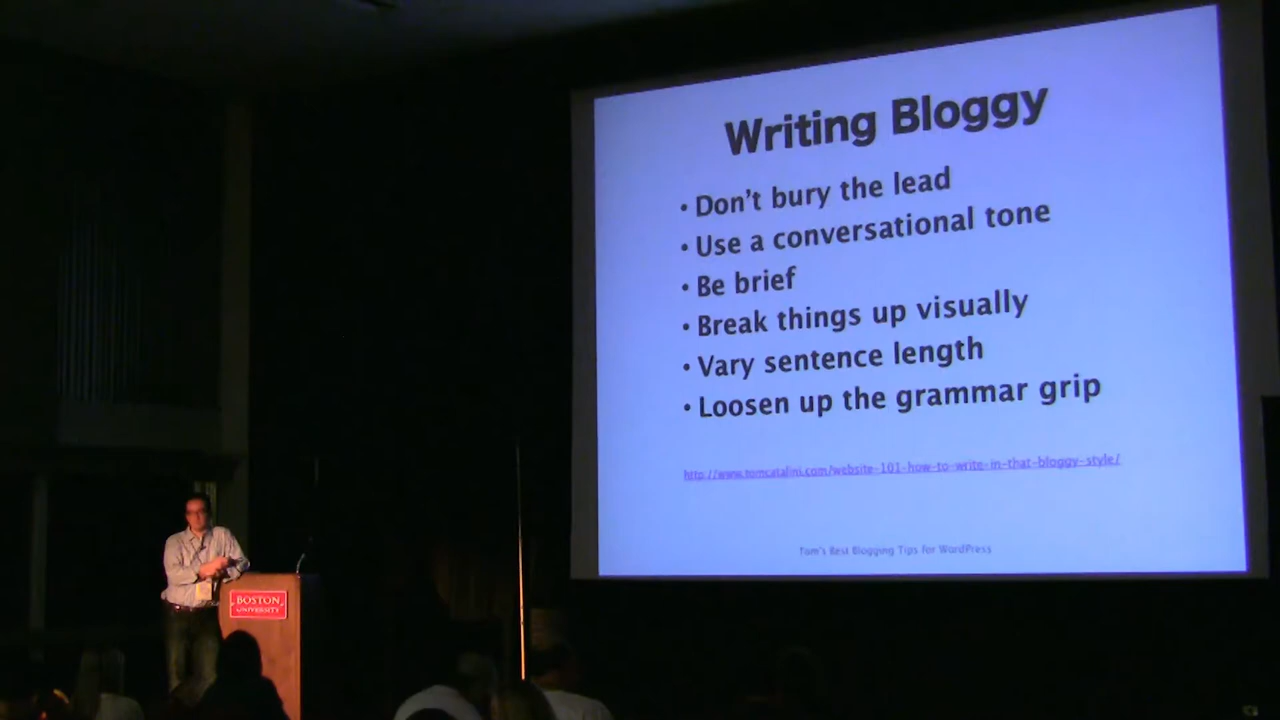 Writing Bloggy
• Don't bury the lead
• Use a conversational tone
• Be brief
• Break things up visually
• Vary sentence length
• Loosen up the grammar grip
http://www.tomcatalini.com/website-101-how-to-write-in-that-bloggy-style/
Tom's Best Blogging Tips for WordPress
BOSTON
UNIVERSITY